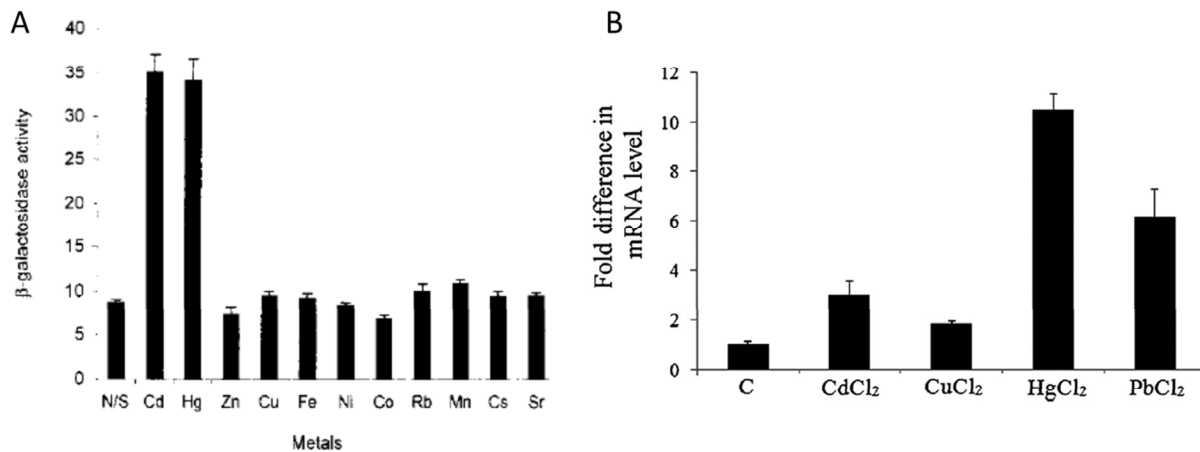 A
β-galactosidase activity
40
35
30
25
20
15
10
5
0
N/S Cd Hg Zn Cu Fe Ni Co Rb Mn Cs Sr
Metals
B
Fold difference in
mRNA level
12
10
8
6
4
2
0
C CdCl₂ CuCl₂ HgCl₂ PbCl₂